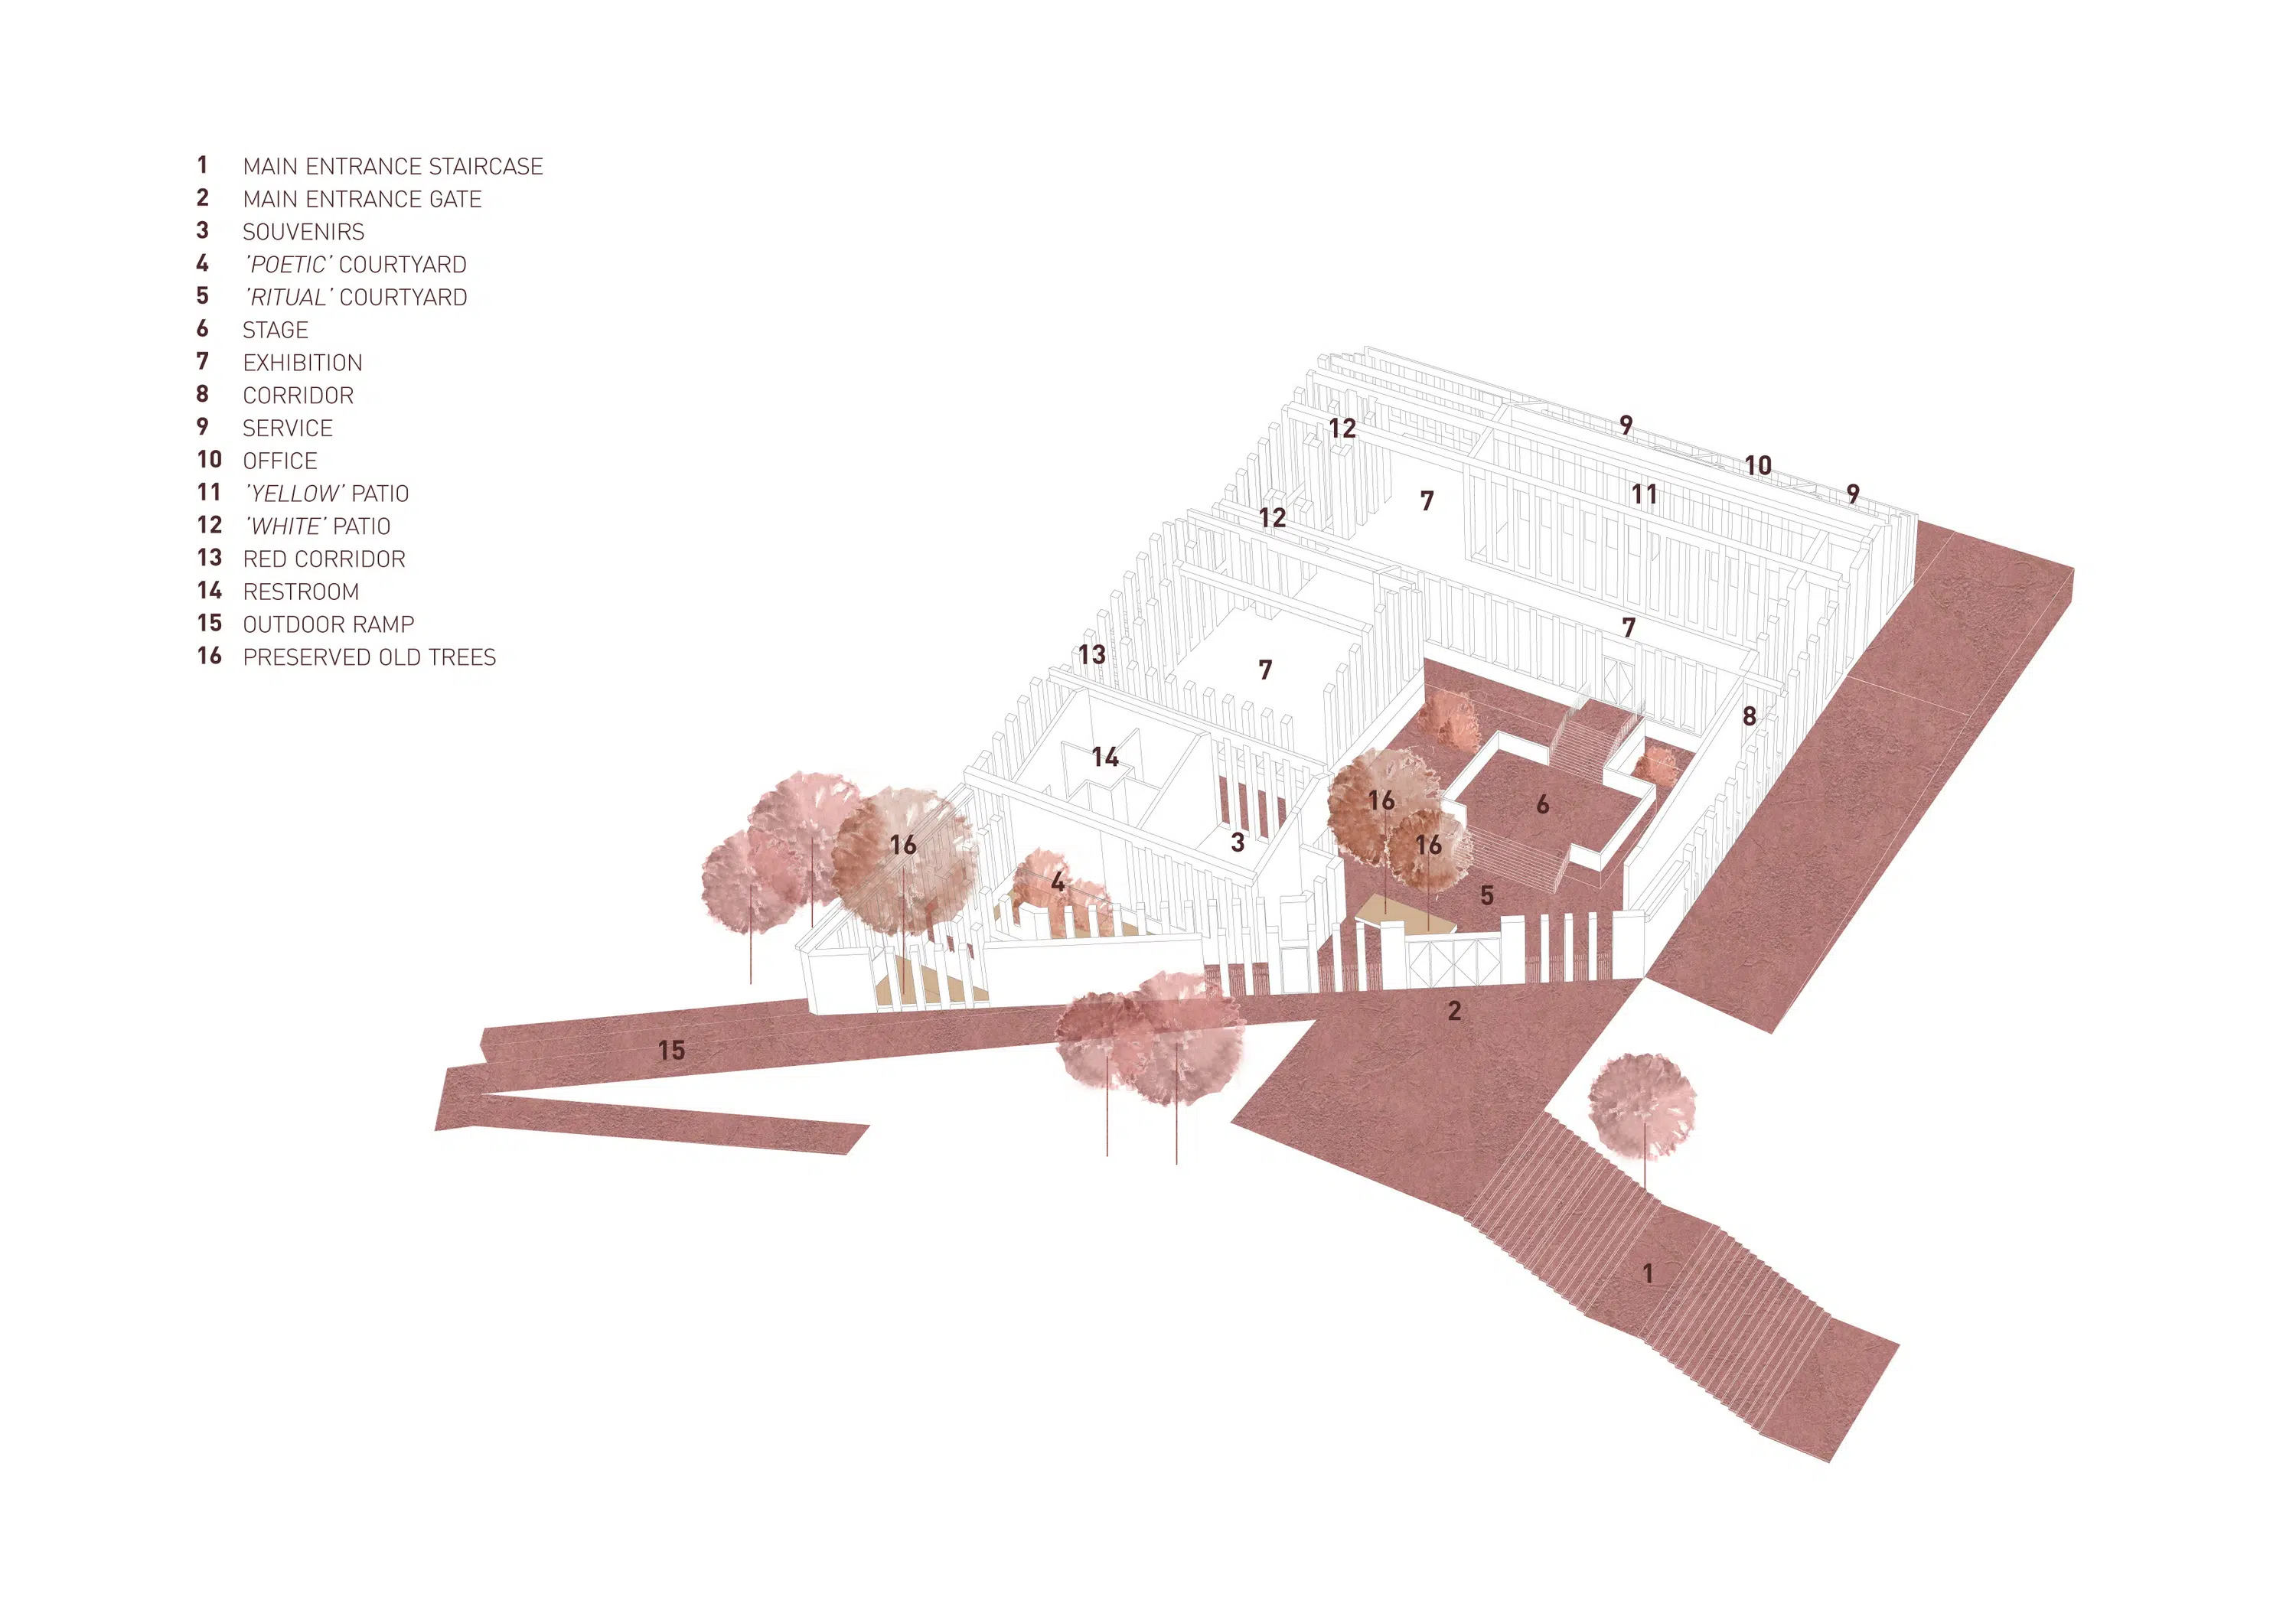 1 MAIN ENTRANCE STAIRCASE
2 MAIN ENTRANCE GATE
3 SOUVENIRS
4 'POETIC' COURTYARD
5 'RITUAL' COURTYARD
6 STAGE
7 EXHIBITION
8 CORRIDOR
9 SERVICE
10 OFFICE
11 'YELLOW' PATIO
12 'WHITE' PATIO
13 RED CORRIDOR
14 RESTROOM
15 OUTDOOR RAMP
16 PRESERVED OLD TREES
9
12
10
11
9
7
12
7
13
7
8
14
16
6
3
16
16
4
5
2
15
1